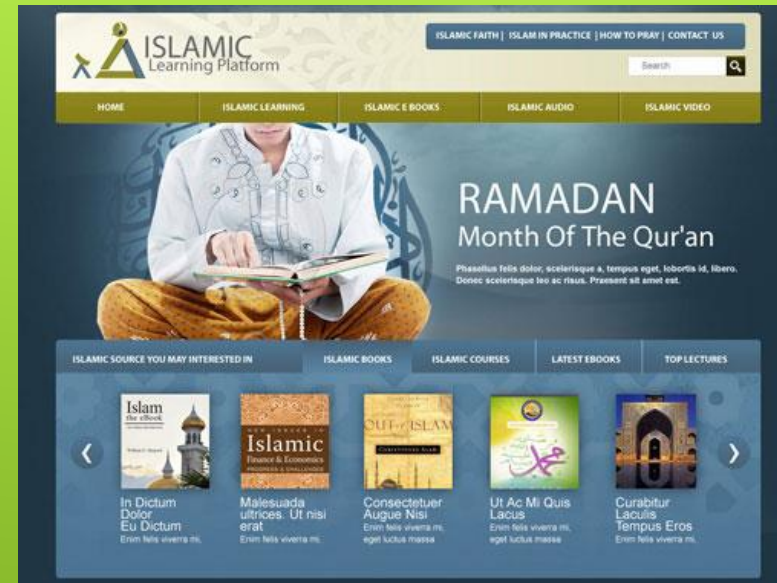 ISLAMIC
Learning Platform
ISLAMIC FAITH | ISLAM IN PRACTICE | HOW TO PRAY | CONTACT US
Search
HOME
ISLAMIC LEARNING
ISLAMIC E BOOKS
ISLAMIC AUDIO
ISLAMIC VIDEO
RAMADAN
Month Of The Qur'an
Phasellus felis dolor, scelerisque a, tempus eget, lobortis id, libero.
Donec scelerisque leo ac risus. Praesent sit amet est.
ISLAMIC SOURCE YOU MAY INTERESTED IN
ISLAMIC BOOKS
ISLAMIC COURSES
LATEST EBOOKS
TOP LECTURES
Islam
the eBook
In Dictum
Dolor
Eu Dictum
Enim felis viverra mi,
Islamic
Finance & Economics
PROGRESS & CHALLENGES
Malesuada
ultrices. Ut nisi
erat
Enim felis viverra mi,
OUT of ISLAM
Consectetuer
Augue Nisi
Enim felis viverra mi,
eget luctus massa
محمد
Ut Ac Mi Quis
Lacus
Enim felis viverra mi,
eget luctus massa
Curabitur
Laculis
Tempus Eros
Enim felis viverra mi,